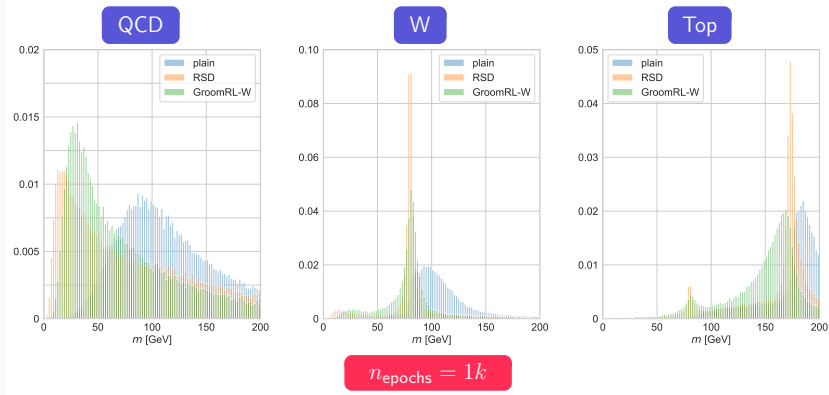 QCD
0.02
0.015
0.01
0.005
0
0 50 100 150 200
m [GeV]
plain
RSD
GroomRL-W
W
0.10
0.08
0.06
0.04
0.02
0
0 50 100 150 200
m [GeV]
plain
RSD
GroomRL-W
Top
0.05
0.04
0.03
0.02
0.01
0
0 50 100 150 200
m [GeV]
plain
RSD
GroomRL-W
n_epochs = 1k